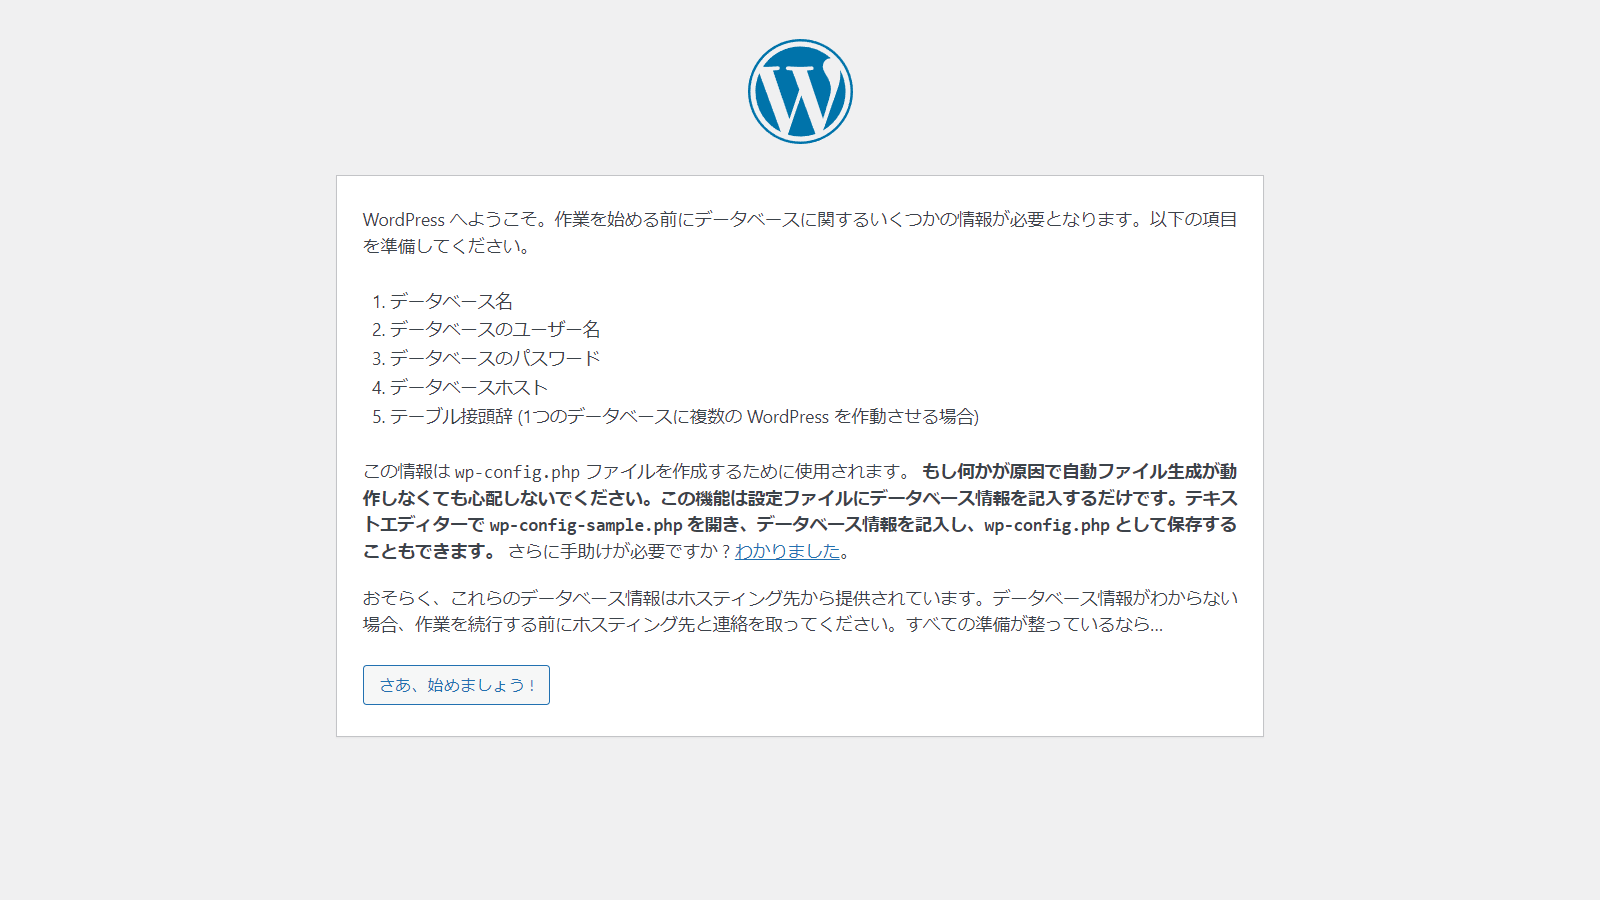 WordPress へようこそ。作業を始める前にデータベースに関するいくつかの情報が必要となります。以下の項目
を準備してください。
1. データベース名
2. データベースのユーザー名
3. データベースのパスワード
4. データベースホスト
5. テーブル接頭辞 (1つのデータベースに複数の WordPress を作動させる場合)
この情報は wp-config.php ファイルを作成するために使用されます。 もし何かが原因で自動ファイル生成が動
作しなくても心配しないでください。この機能は設定ファイルにデータベース情報を記入するだけです。テキス
トエディターで wp-config-sample.php を開き、データベース情報を記入し、wp-config.php として保存する
こともできます。 さらに手助けが必要ですか ? わかりました。
おそらく、これらのデータベース情報はホスティング先から提供されています。データベース情報がわからない
場合、作業を続行する前にホスティング先と連絡を取ってください。すべての準備が整っているなら…
さあ、始めましょう !